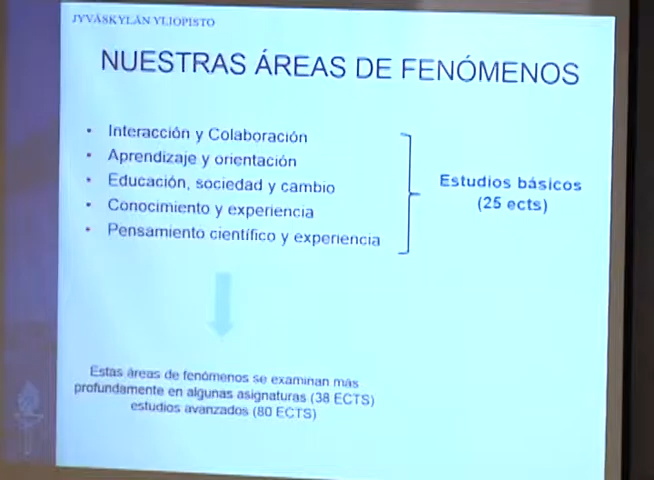 JYVÄSKYLÄN YLIOPISTO
NUESTRAS ÁREAS DE FENÓMENOS
• Interacción y Colaboración
• Aprendizaje y orientación
• Educación, sociedad y cambio
• Conocimiento y experiencia
• Pensamiento científico y experiencia
Estudios básicos
(25 ects)
Estas áreas de fenómenos se examinan más
profundamente en algunas asignaturas (38 ECTS)
estudios avanzados (80 ECTS)